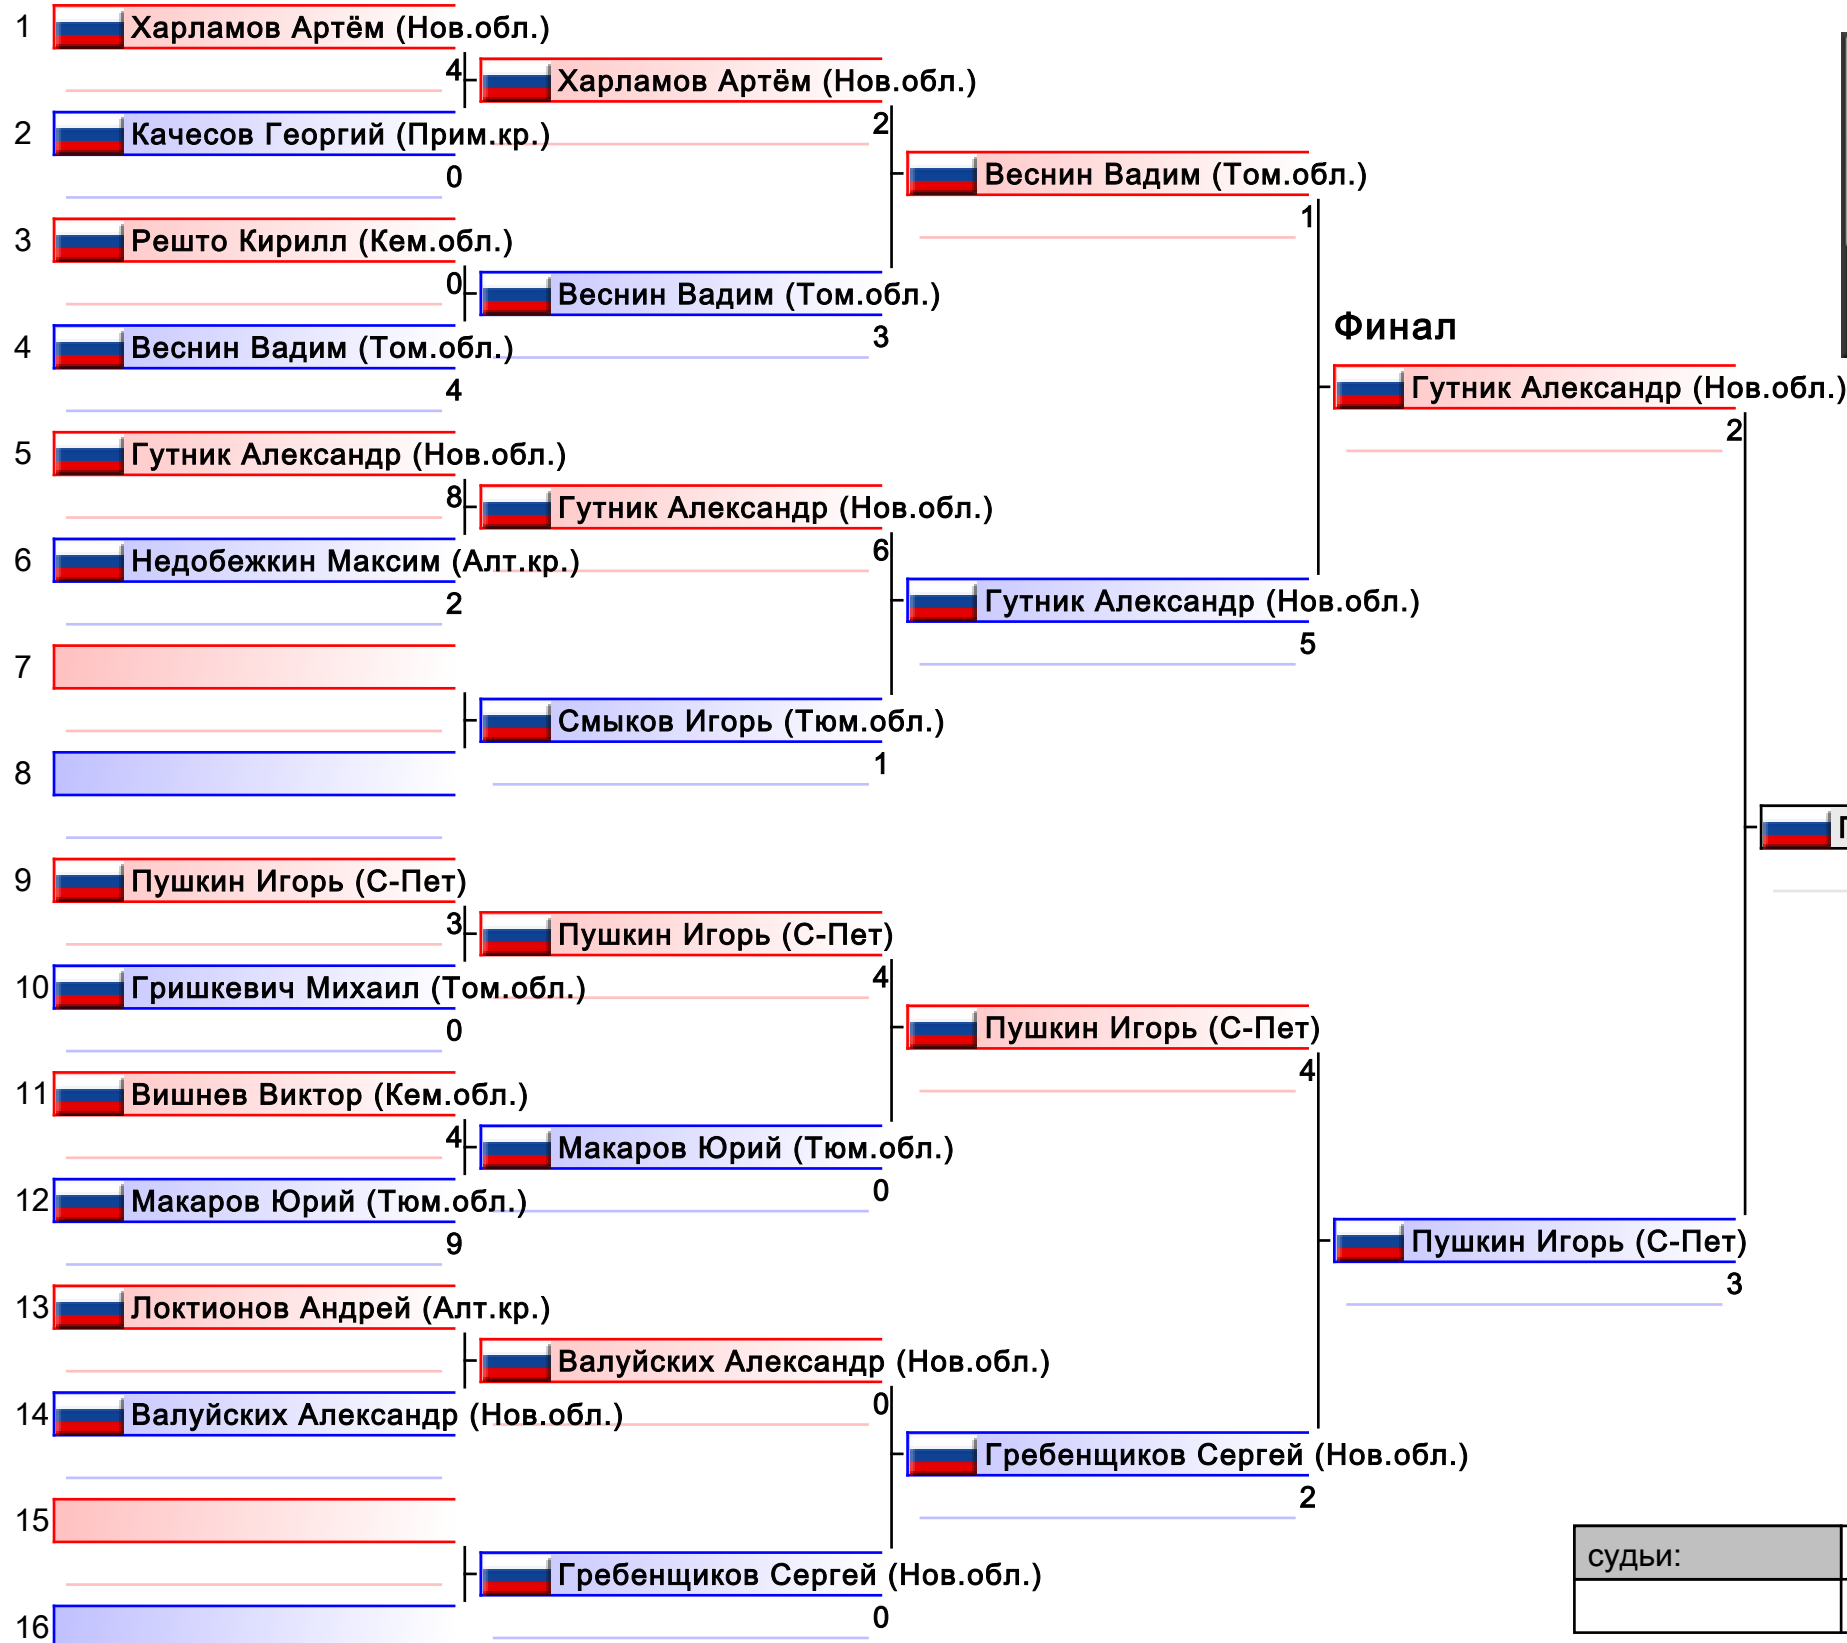 1 Харламов Артём (Нов.обл.)
4
Харламов Артём (Нов.обл.)
2
2 Качесов Георгий (Прим.кр.)
0
Веснин Вадим (Том.обл.)
1
3 Решто Кирилл (Кем.обл.)
0
Веснин Вадим (Том.обл.)
3
4 Веснин Вадим (Том.обл.)
4
Финал
Гутник Александр (Нов.обл.)
2
5 Гутник Александр (Нов.обл.)
8
Гутник Александр (Нов.обл.)
6
6 Недобежкин Максим (Алт.кр.)
2
Гутник Александр (Нов.обл.)
5
7
Смыков Игорь (Тюм.обл.)
1
8
9 Пушкин Игорь (С-Пет)
3
Пушкин Игорь (С-Пет)
4
10 Гришкевич Михаил (Том.обл.)
0
Пушкин Игорь (С-Пет)
4
11 Вишнев Виктор (Кем.обл.)
4
Макаров Юрий (Тюм.обл.)
0
12 Макаров Юрий (Тюм.обл.)
9
Пушкин Игорь (С-Пет)
3
13 Локтионов Андрей (Алт.кр.)
Валуйских Александр (Нов.обл.)
0
14 Валуйских Александр (Нов.обл.)
Гребенщиков Сергей (Нов.обл.)
2
15
Гребенщиков Сергей (Нов.обл.)
0
16
судьи: